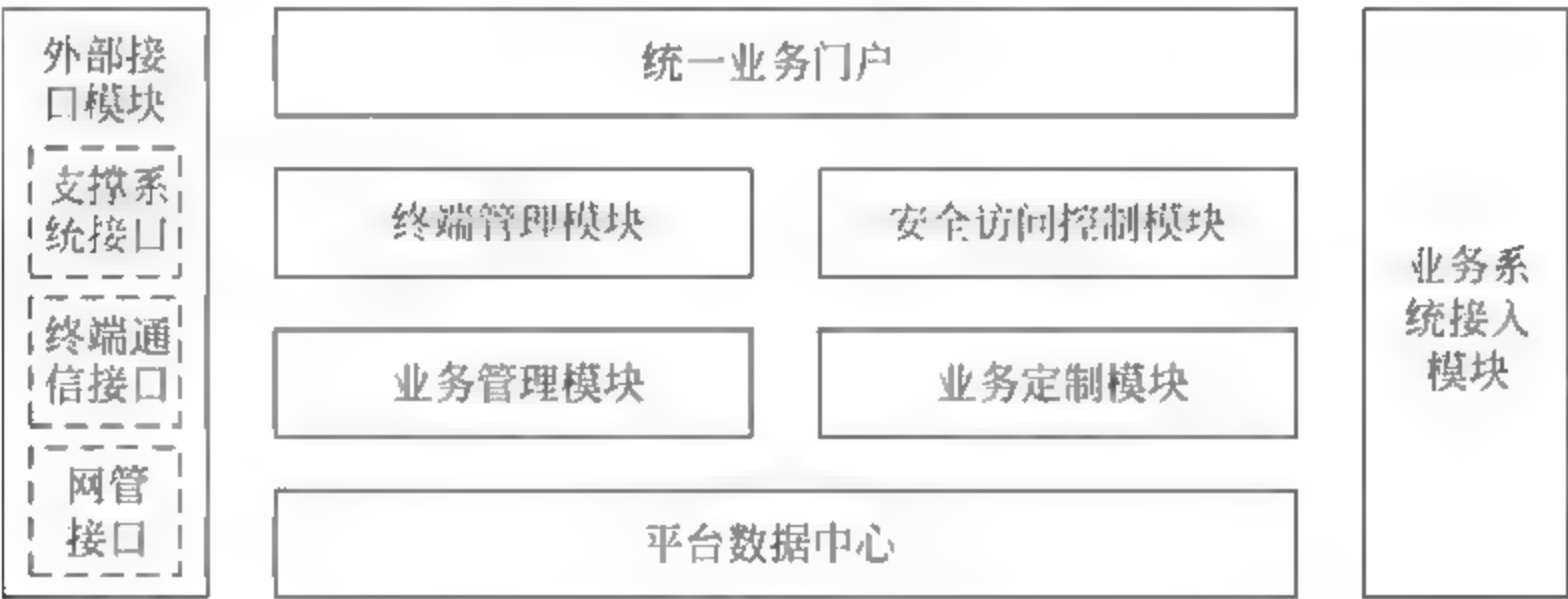 外部接
口模块
支撑系
统接口
终端通
信接口
网管
接口
统一业务门户
终端管理模块
安全访问控制模块
业务管理模块
业务定制模块
平台数据中心
业务系
统接入
模块